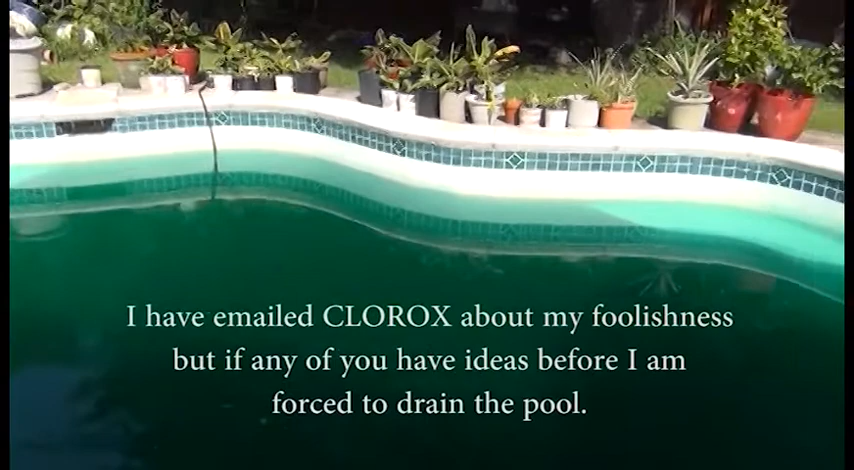 I have emailed CLOROX about my foolishness
but if any of you have ideas before I am
forced to drain the pool.